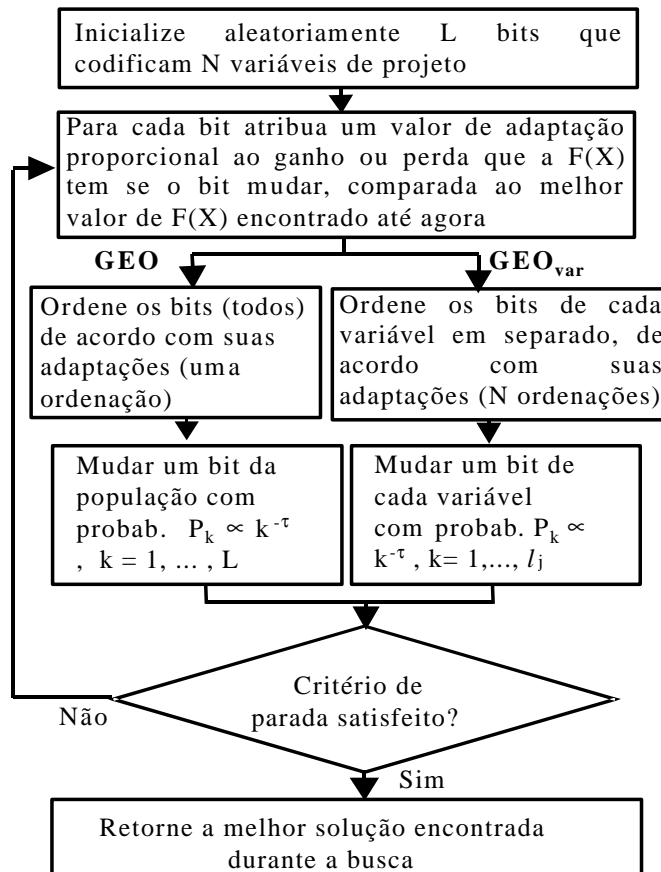 Inicialize aleatoriamente L bits que
codificam N variáveis de projeto
Para cada bit atribua um valor de adaptação
proporcional ao ganho ou perda que a F(X)
tem se o bit mudar, comparada ao melhor
valor de F(X) encontrado até agora
GEO
GEOvar
Ordene os bits (todos)
de acordo com suas
adaptações (uma
ordenação)
Ordene os bits de cada
variável em separado, de
acordo com suas
adaptações (N ordenações)
Mudar um bit da
população com
probab. Pk ∝ k-τ
, k = 1, ... , L
Mudar um bit de
cada variável
com probab. Pk ∝
k-τ , k= 1,..., lj
Critério de
parada satisfeito?
Não
Sim
Retorne a melhor solução encontrada
durante a busca